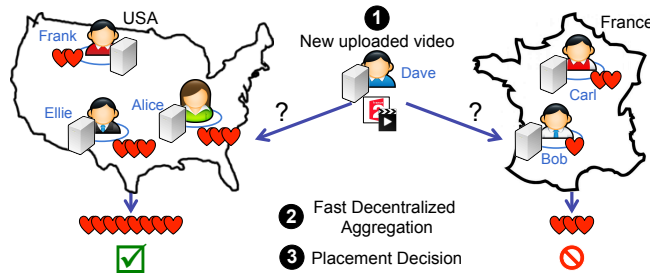 USA
Frank
Ellie
Alice
?
1
New uploaded video
Dave
?
France
Carl
Bob
2 Fast Decentralized
Aggregation
3 Placement Decision